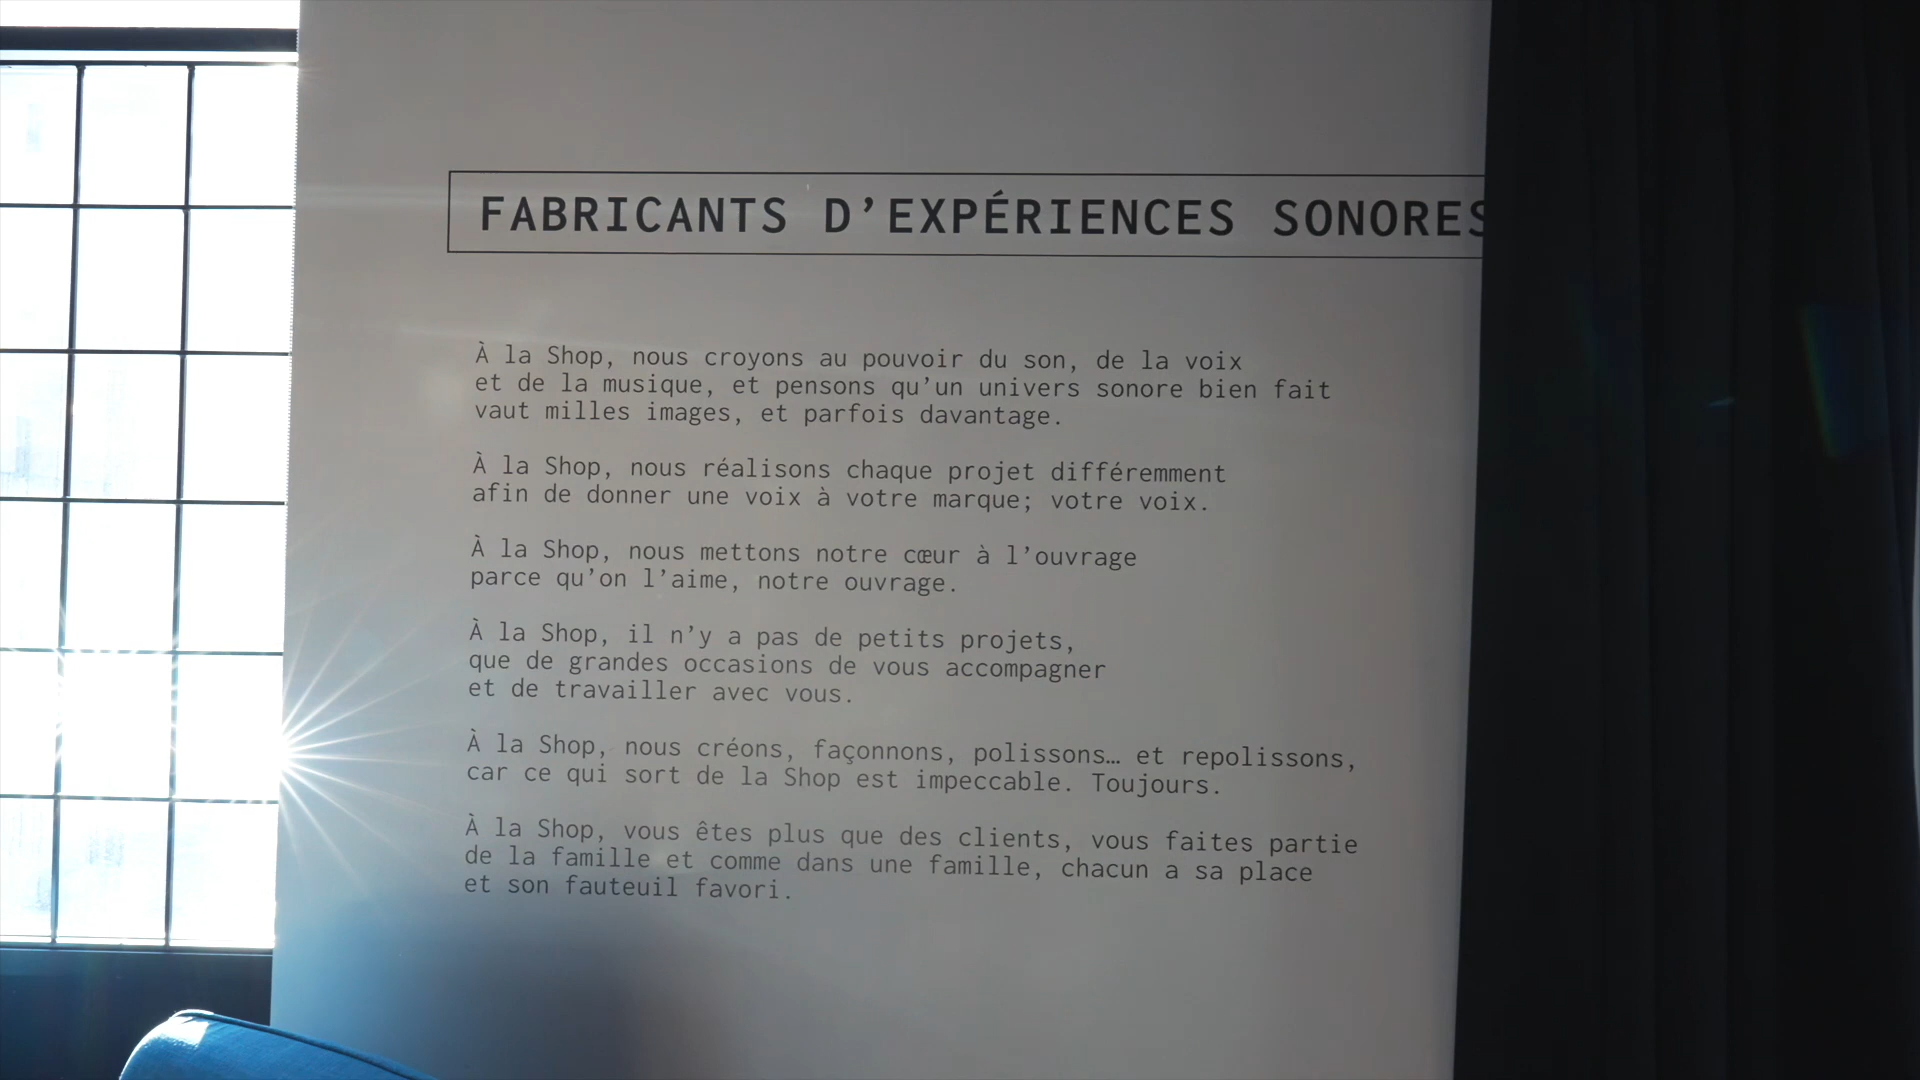 FABRICANTS D’EXPÉRIENCES SONORES
À la Shop, nous croyons au pouvoir du son, de la voix
et de la musique, et pensons qu’un univers sonore bien fait
vaut milles images, et parfois davantage.
À la Shop, nous réalisons chaque projet différemment
afin de donner une voix à votre marque; votre voix.
À la Shop, nous mettons notre cœur à l’ouvrage
parce qu’on l’aime, notre ouvrage.
À la Shop, il n’y a pas de petits projets,
que de grandes occasions de vous accompagner
et de travailler avec vous.
À la Shop, nous créons, façonnons, polissons… et repolissons,
car ce qui sort de la Shop est impeccable. Toujours.
À la Shop, vous êtes plus que des clients, vous faites partie
de la famille et comme dans une famille, chacun a sa place
et son fauteuil favori.